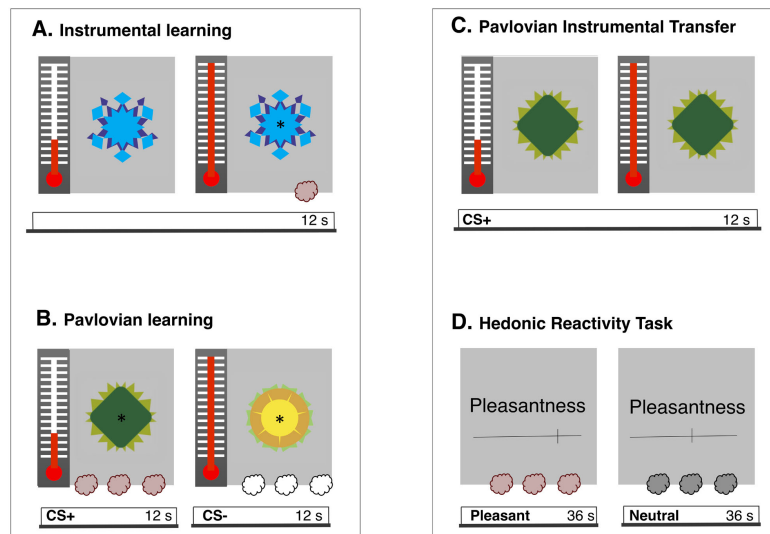 A. Instrumental learning
*
12 s
B. Pavlovian learning
* *
CS+ 12 s CS- 12 s
C. Pavlovian Instrumental Transfer
CS+ 12 s
D. Hedonic Reactivity Task
Pleasantness Pleasantness
Pleasant 36 s Neutral 36 s